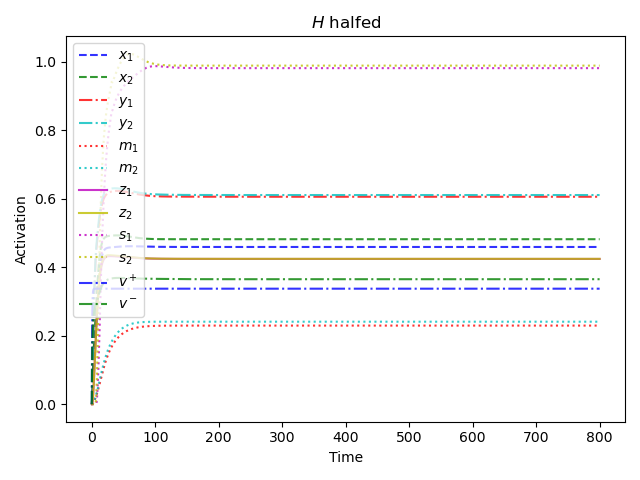 H halfed
Activation
1.0
0.8
0.6
0.4
0.2
0.0
x₁
x₂
y₁
y₂
m₁
m₂
z₁
z₂
s₁
s₂
v⁺
v⁻
0 100 200 300 400 500 600 700 800
Time